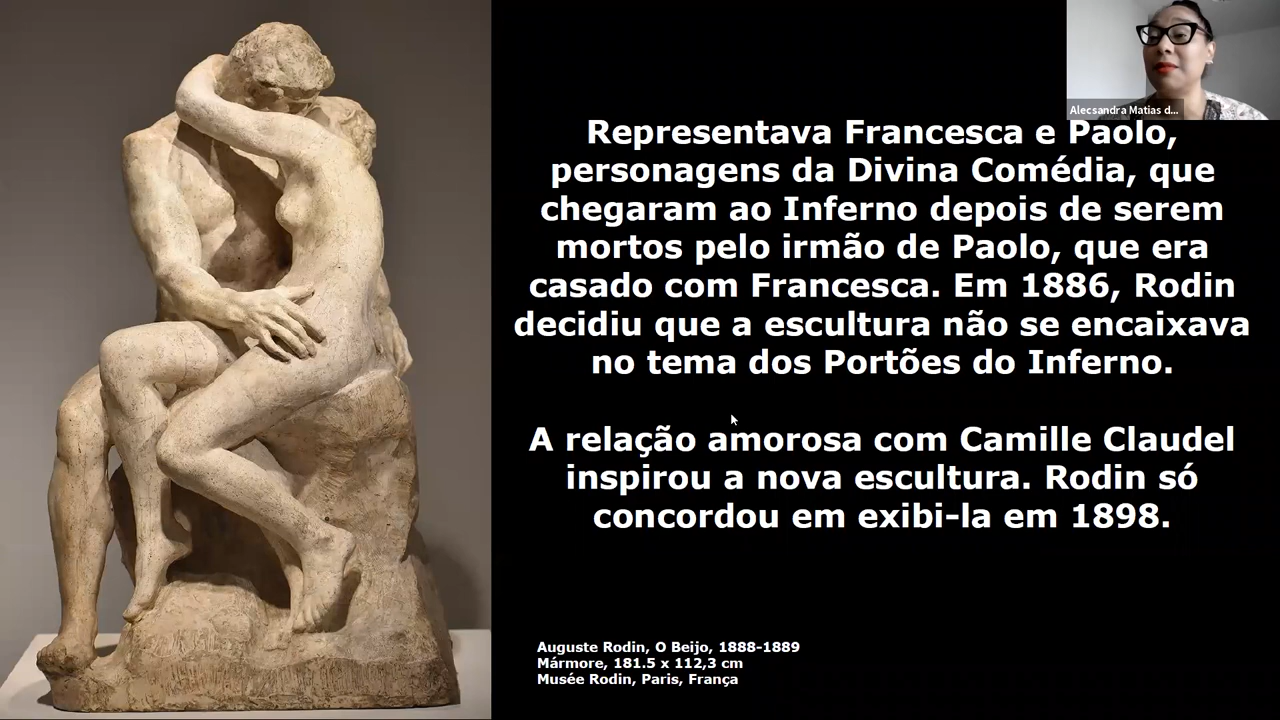 Alecsandra Matias d...
Representava Francesca e Paolo,
personagens da Divina Comédia, que
chegaram ao Inferno depois de serem
mortos pelo irmão de Paolo, que era
casado com Francesca. Em 1886, Rodin
decidiu que a escultura não se encaixava
no tema dos Portões do Inferno.
A relação amorosa com Camille Claudel
inspirou a nova escultura. Rodin só
concordou em exibi-la em 1898.
Auguste Rodin, O Beijo, 1888-1889
Mármore, 181.5 x 112,3 cm
Musée Rodin, Paris, França